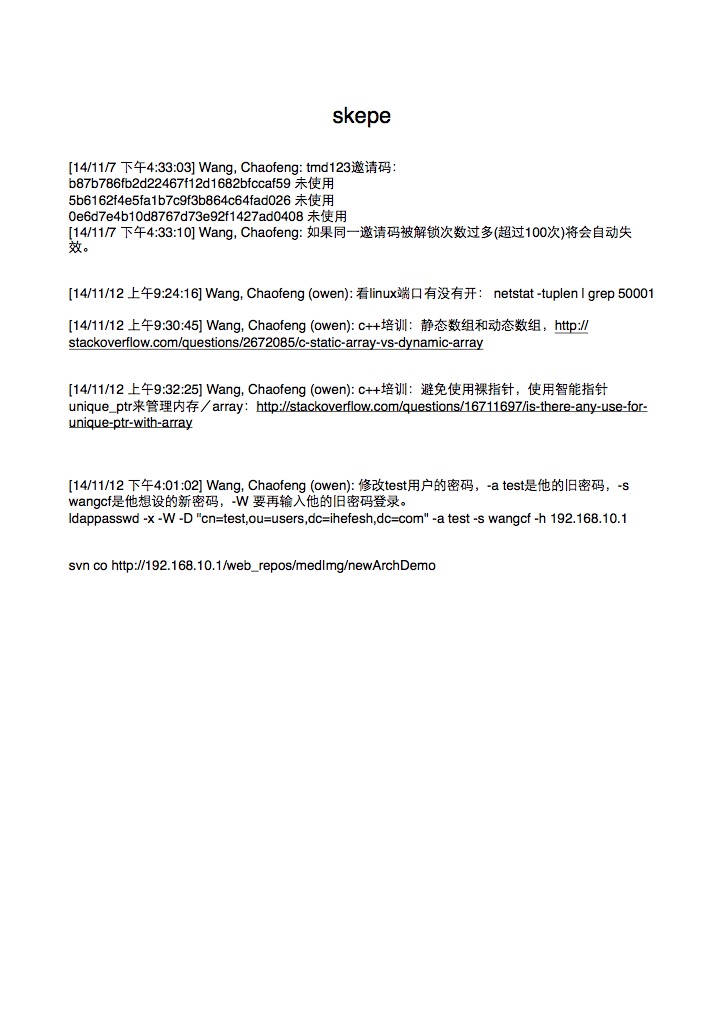 skepe
[14/11/7 下午4:33:03] Wang, Chaofeng: tmd123邀请码：
b87b786fb2d22467f12d1682bfccaf59 未使用
5b6162f4e5fa1b7c9f3b864c64fad026 未使用
0e6d7e4b10d8767d73e92f1427ad0408 未使用
[14/11/7 下午4:33:10] Wang, Chaofeng: 如果同一邀请码被解锁次数过多(超过100次)将会自动失
效。
[14/11/12 上午9:24:16] Wang, Chaofeng (owen): 看linux端口有没有开： netstat -tuplen | grep 50001
[14/11/12 上午9:30:45] Wang, Chaofeng (owen): c++培训：静态数组和动态数组，http://
stackoverflow.com/questions/2672085/c-static-array-vs-dynamic-array
[14/11/12 上午9:32:25] Wang, Chaofeng (owen): c++培训：避免使用裸指针，使用智能指针
unique_ptr来管理内存／array：http://stackoverflow.com/questions/16711697/is-there-any-use-for-
unique-ptr-with-array
[14/11/12 下午4:01:02] Wang, Chaofeng (owen): 修改test用户的密码，-a test是他的旧密码，-s
wangcf是他想设的新密码，-W 要再输入他的旧密码登录。
ldappasswd -x -W -D "cn=test,ou=users,dc=ihefesh,dc=com" -a test -s wangcf -h 192.168.10.1
svn co http://192.168.10.1/web_repos/medImg/newArchDemo